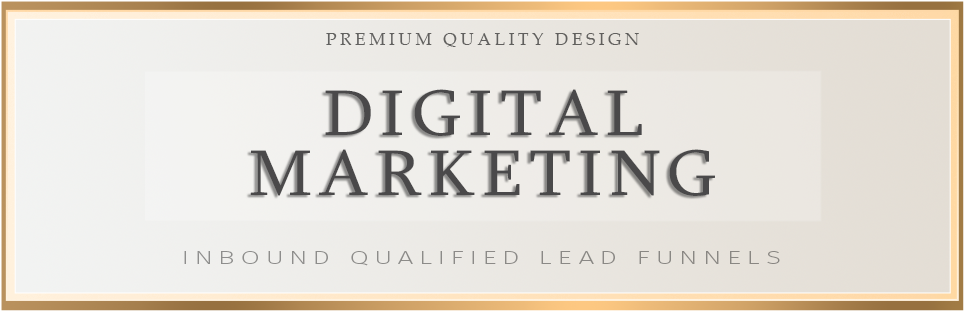 PREMIUM QUALITY DESIGN
DIGITAL
MARKETING
INBOUND QUALIFIED LEAD FUNNELS